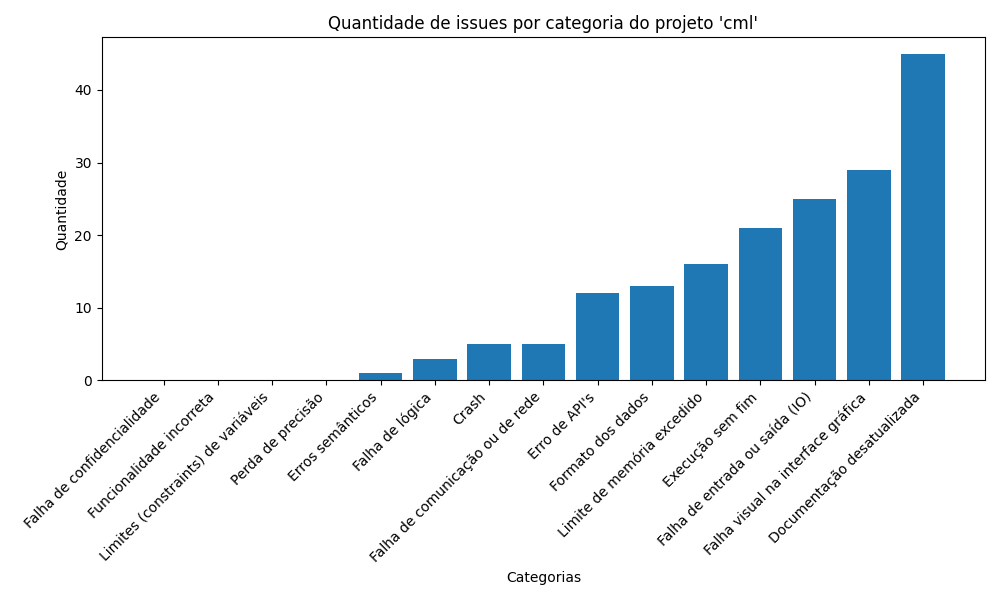 Quantidade de issues por categoria do projeto 'cml'
Quantidade
40
30
20
10
0
Falha de confidencialidade
Funcionalidade incorreta
Limites (constraints) de variáveis
Perda de precisão
Erros semânticos
Falha de lógica
Crash
Falha de comunicação ou de rede
Erro de API's
Formato dos dados
Limite de memória excedido
Execução sem fim
Falha de entrada ou saída (IO)
Falha visual na interface gráfica
Documentação desatualizada
Categorias